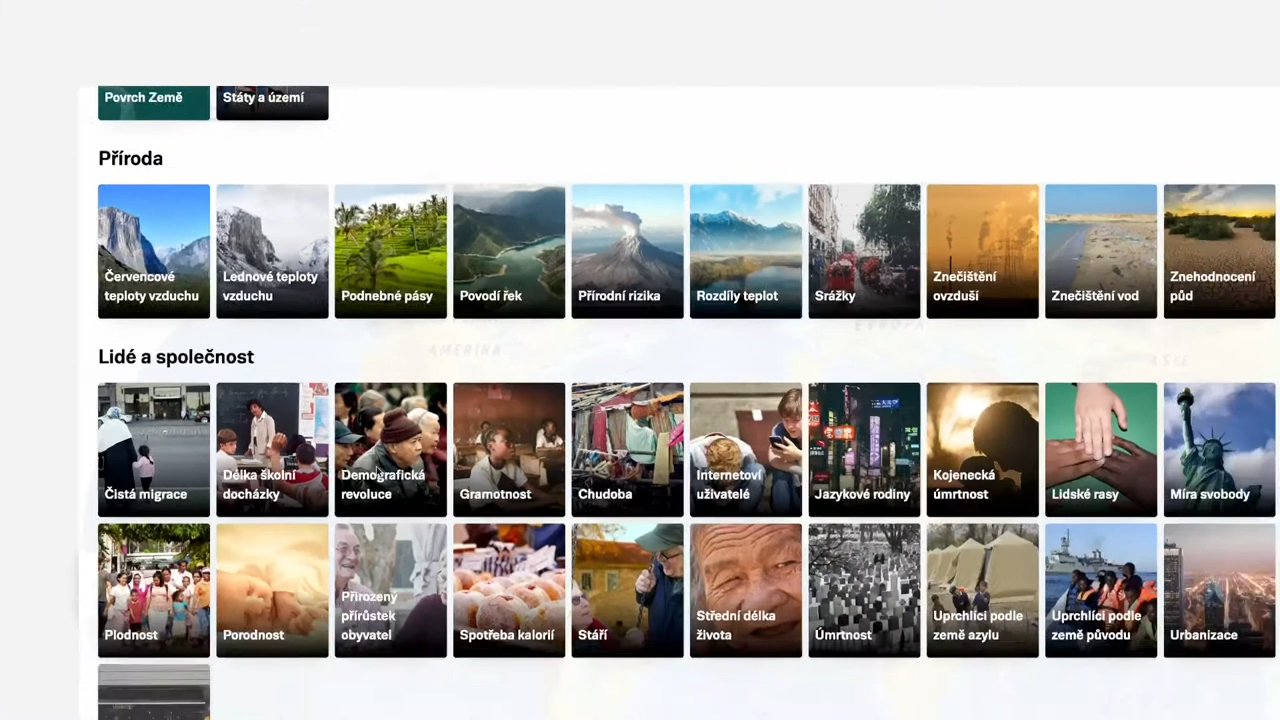 Povrch Země
Státy a území
Příroda
Červencové
teploty vzduchu
Lednové teploty
vzduchu
Podnebné pásy
Povodí řek
Přírodní rizika
Rozdíly teplot
Srážky
Znečištění
ovzduší
Znečištění vod
Znehodnocení
půd
EVROPA
AMERIKA
ASIE
Lidé a společnost
Čistá migrace
Délka školní
docházky
Demografická
revoluce
Gramotnost
Chudoba
Internetoví
uživatelé
Jazykové rodiny
Kojenecká
úmrtnost
Lidské rasy
Míra svobody
Plodnost
Porodnost
Přirozený
přírůstek
obyvatel
Spotřeba kalorií
Stáří
Střední délka
života
Úmrtnost
Uprchlíci podle
země azylu
Uprchlíci podle
země původu
Urbanizace